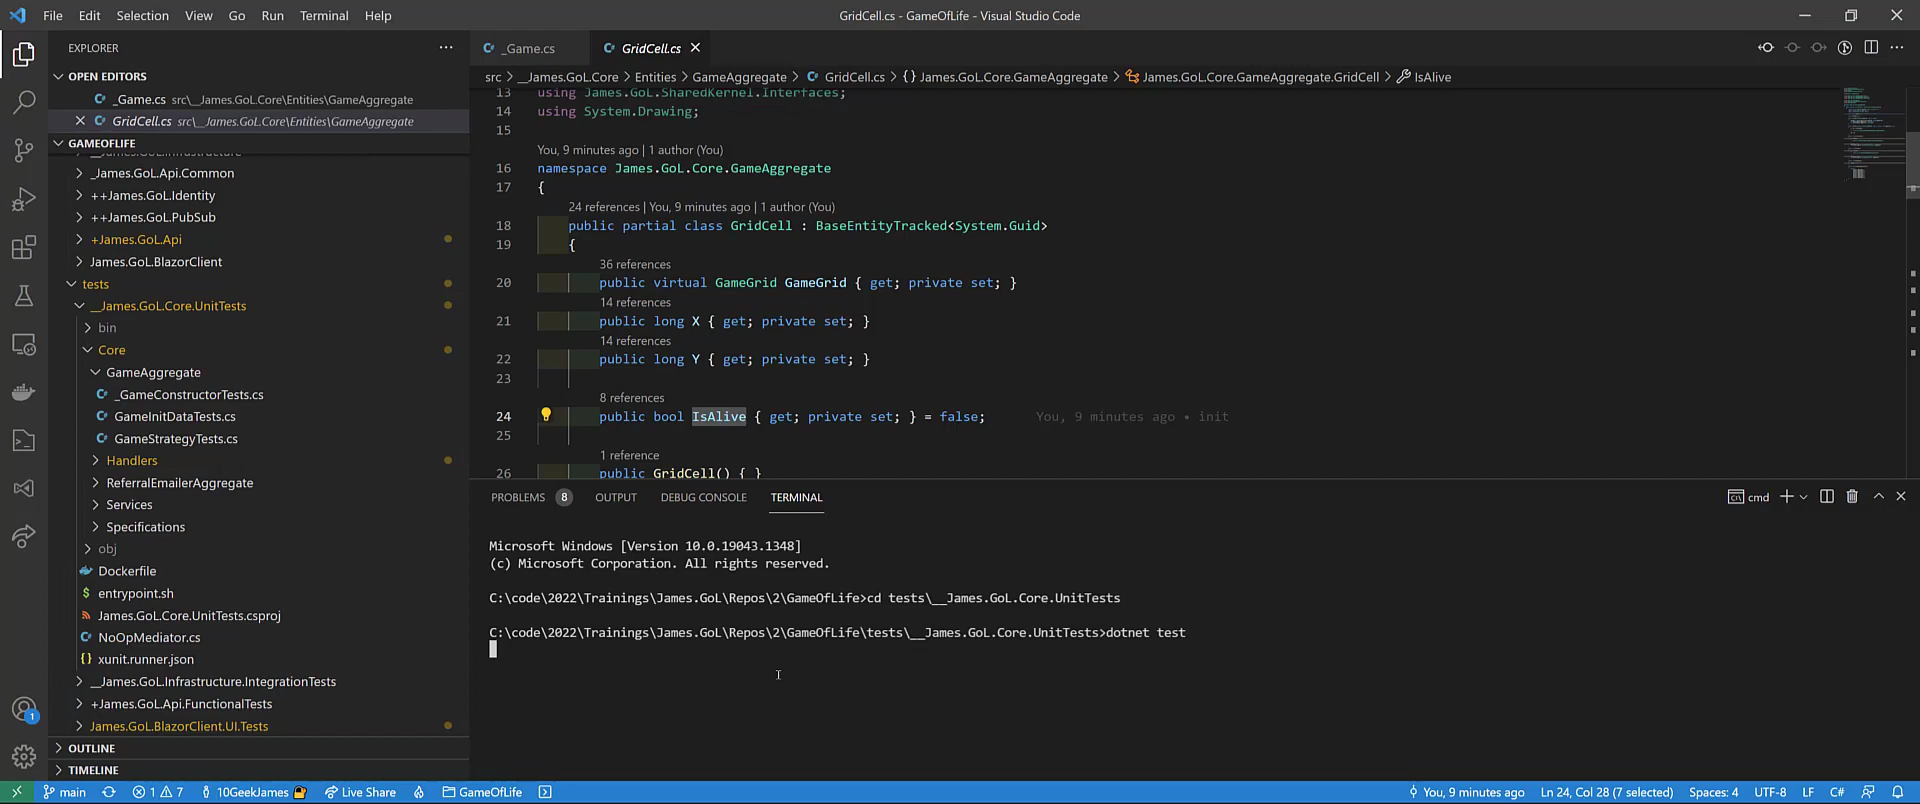 File Edit Selection View Go Run Terminal Help
GridCell.cs - GameOfLife - Visual Studio Code
EXPLORER
OPEN EDITORS
_Game.cs src\__James.GoL.Core\Entities\GameAggregate
GridCell.cs src\__James.GoL.Core\Entities\GameAggregate
GAMEOFLIFE
__James.GoL.Infrastructure
_James.GoL.Api.Common
++James.GoL.Identity
++James.GoL.PubSub
+James.GoL.Api
James.GoL.BlazorClient
tests
__James.GoL.Core.UnitTests
bin
Core
GameAggregate
_GameConstructorTests.cs
GameInitDataTests.cs
GameStrategyTests.cs
Handlers
ReferralEmailerAggregate
Services
Specifications
obj
Dockerfile
entrypoint.sh
James.GoL.Core.UnitTests.csproj
NoOpMediator.cs
xunit.runner.json
__James.GoL.Infrastructure.IntegrationTests
+James.GoL.Api.FunctionalTests
James.GoL.BlazorClient.UI.Tests
OUTLINE
TIMELINE
_Game.cs GridCell.cs
src > __James.GoL.Core > Entities > GameAggregate > GridCell.cs > {} James.GoL.Core.GameAggregate > James.GoL.Core.GameAggregate.GridCell > IsAlive
13 using James.GoL.SharedKernel.Interfaces;
14 using System.Drawing;
15
You, 9 minutes ago | 1 author (You)
16 namespace James.GoL.Core.GameAggregate
17 {
24 references | You, 9 minutes ago | 1 author (You)
18 public partial class GridCell : BaseEntityTracked<System.Guid>
19 {
36 references
20 public virtual GameGrid GameGrid { get; private set; }
14 references
21 public long X { get; private set; }
14 references
22 public long Y { get; private set; }
23
8 references
24 public bool IsAlive { get; private set; } = false; You, 9 minutes ago • init
25
1 reference
26 public GridCell() { }
PROBLEMS 8 OUTPUT DEBUG CONSOLE TERMINAL
cmd
Microsoft Windows [Version 10.0.19043.1348]
(c) Microsoft Corporation. All rights reserved.
C:\code\2022\Trainings\James.GoL\Repos\2\GameOfLife>cd tests\__James.GoL.Core.UnitTests
C:\code\2022\Trainings\James.GoL\Repos\2\GameOfLife\tests\__James.GoL.Core.UnitTests>dotnet test
1
main 1 7 10GeekJames Live Share GameOfLife You, 9 minutes ago Ln 24, Col 28 (7 selected) Spaces: 4 UTF-8 LF C#